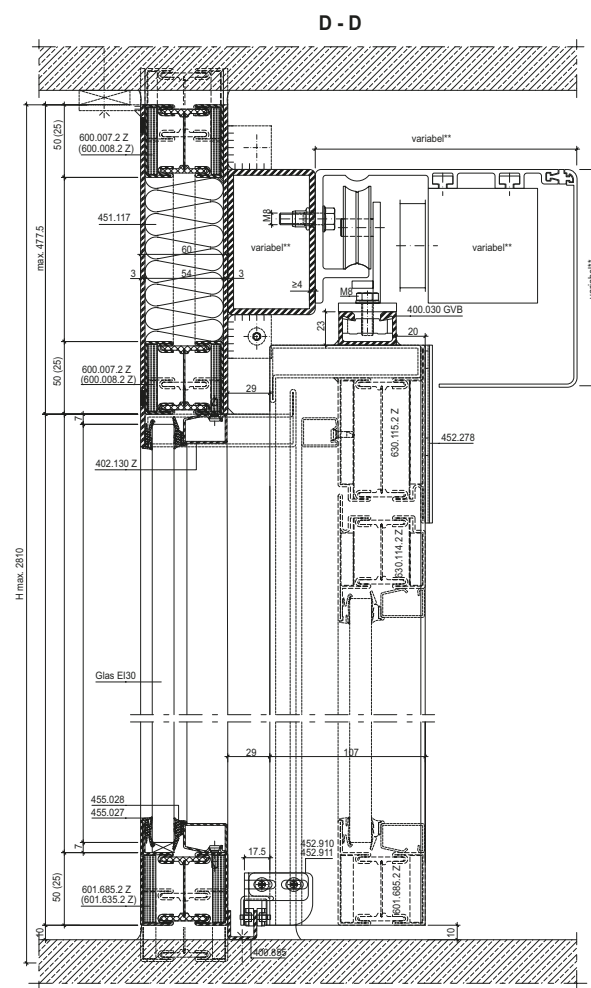 D - D
variabel**
50 (25)
600.007.2 Z
(600.008.2 Z)
451.117
max. 477.5
60
3
54
3
variabel**
M8
≥4
variabel**
variabel**
M8
400.030 GVB
23
20
50 (25)
600.007.2 Z
(600.008.2 Z)
29
7
402.130 Z
630.115.2 Z
452.278
630.114.2 Z
H max. 2810
Glas EI30
29
107
455.028
455.027
7
17.5
452.910
452.911
50 (25)
601.685.2 Z
(601.635.2 Z)
601.685.2 Z
10
10
400.885